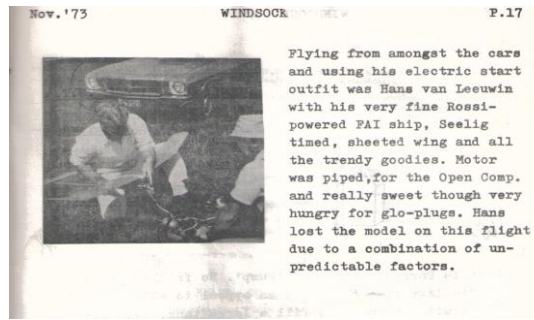 Nov.'73 WINDSOCK P.17
Flying from amongst the cars
and using his electric start
outfit was Hans van Leeuwin
with his very fine Rossi-
powered FAI ship, Seelig
timed, sheeted wing and all
the trendy goodies. Motor
was piped,for the Open Comp.
and really sweet though very
hungry for glo-plugs. Hans
lost the model on this flight
due to a combination of un-
predictable factors.